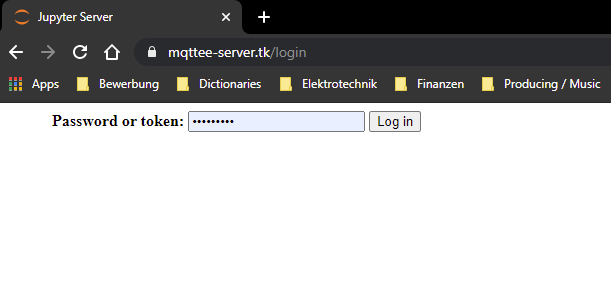 Jupyter Server
mqttee-server.tk/login
Apps Bewerbung Dictionaries Elektrotechnik Finanzen Producing / Music
Password or token: ••••••••• Log in